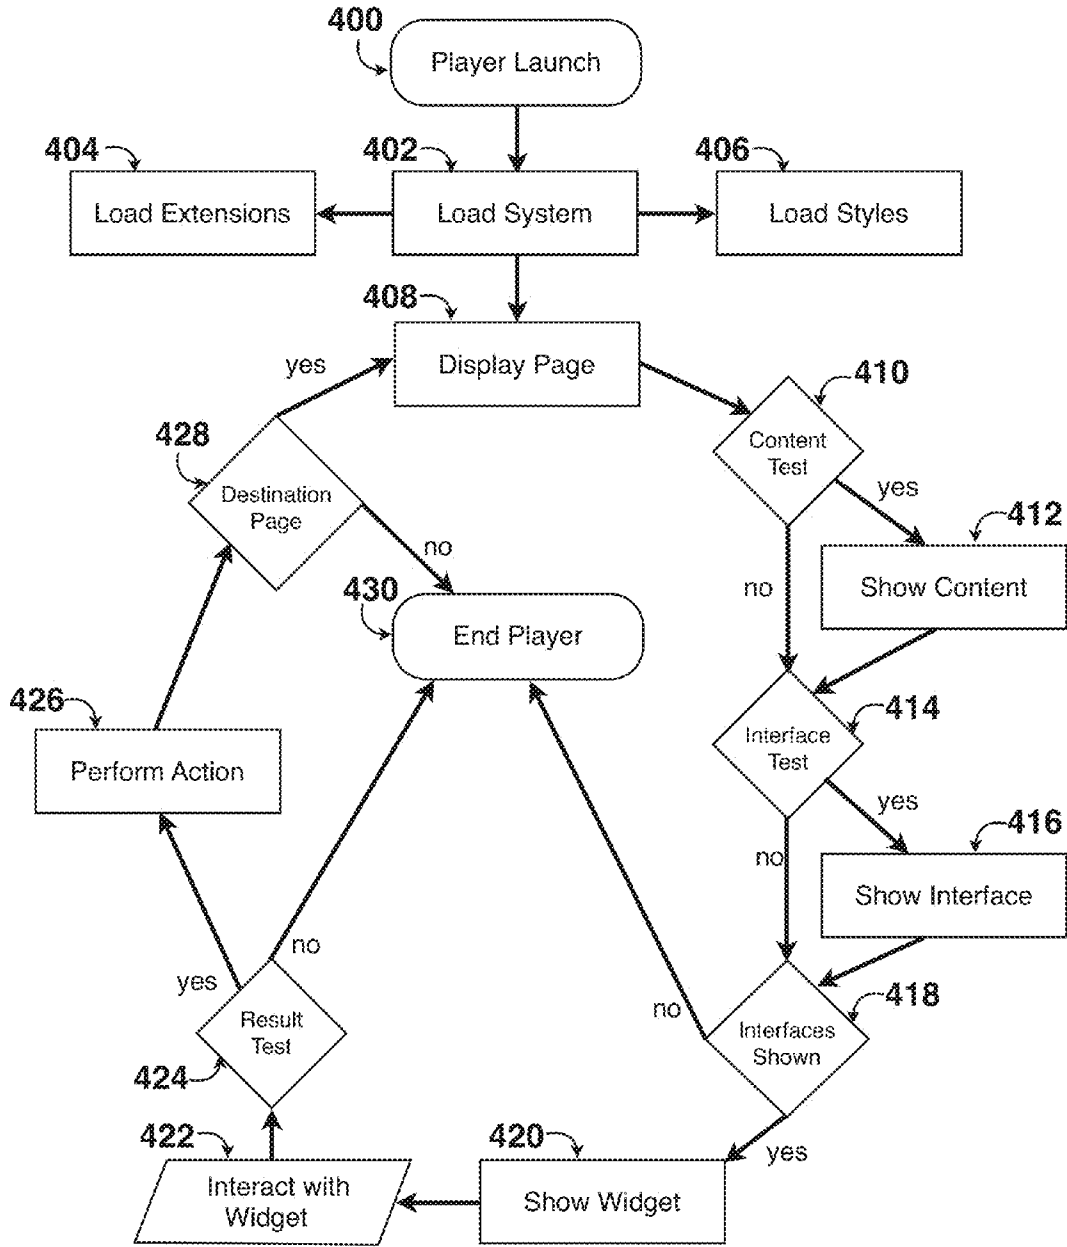 400
Player Launch
404
402
406
Load Extensions
Load System
Load Styles
408
yes
Display Page
410
428
Content
Test
Destination
Page
yes
no
412
430
no
Show Content
End Player
426
414
Interface
Test
Perform Action
yes
416
no
Show Interface
no
yes
no
418
Result
Test
Interfaces
Shown
424
422
420
yes
Interact with
Widget
Show Widget